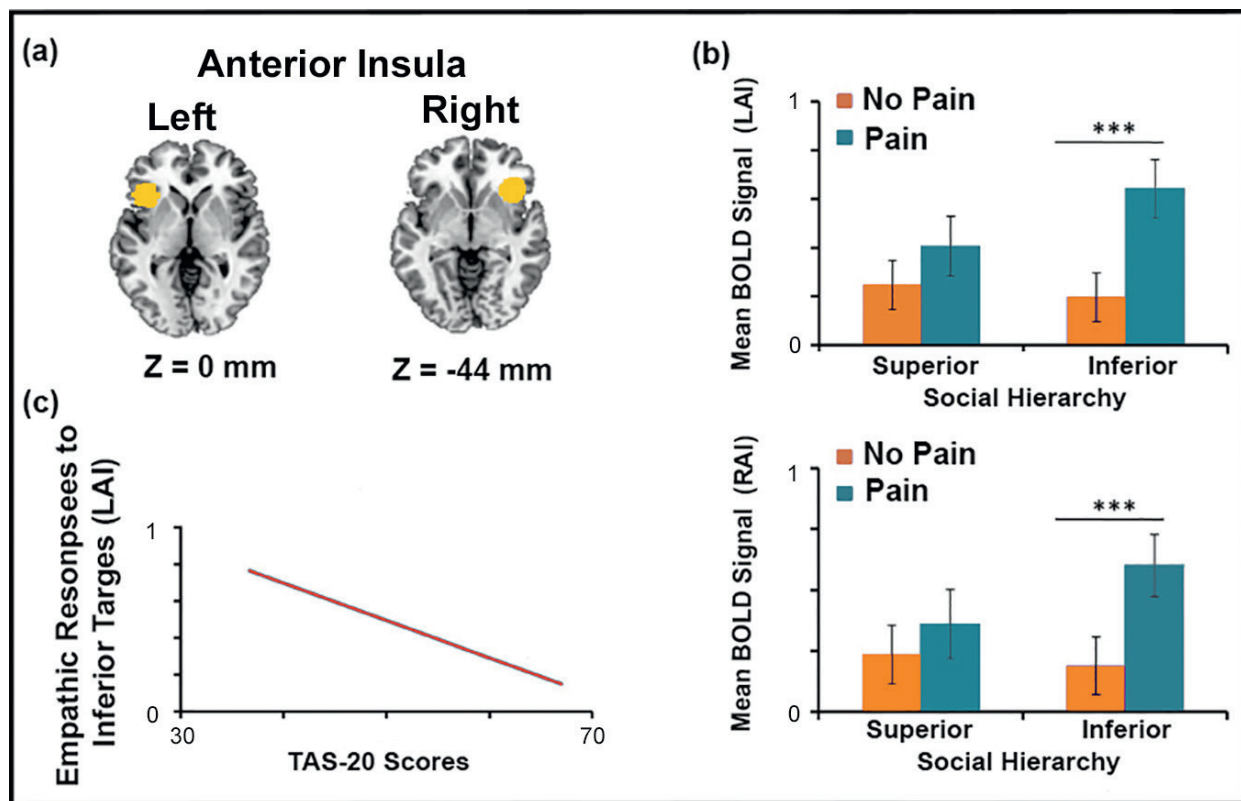 (a)
Anterior Insula
Left
Right
Z = 0 mm
Z = -44 mm
(b)
1
0
Mean BOLD Signal (LAI)
No Pain
Pain
***
Superior
Inferior
Social Hierarchy
1
0
Mean BOLD Signal (RAI)
No Pain
Pain
***
Superior
Inferior
Social Hierarchy
(c)
Empathic Resonpsees to
Inferior Targes (LAI)
1
0
30
70
TAS-20 Scores